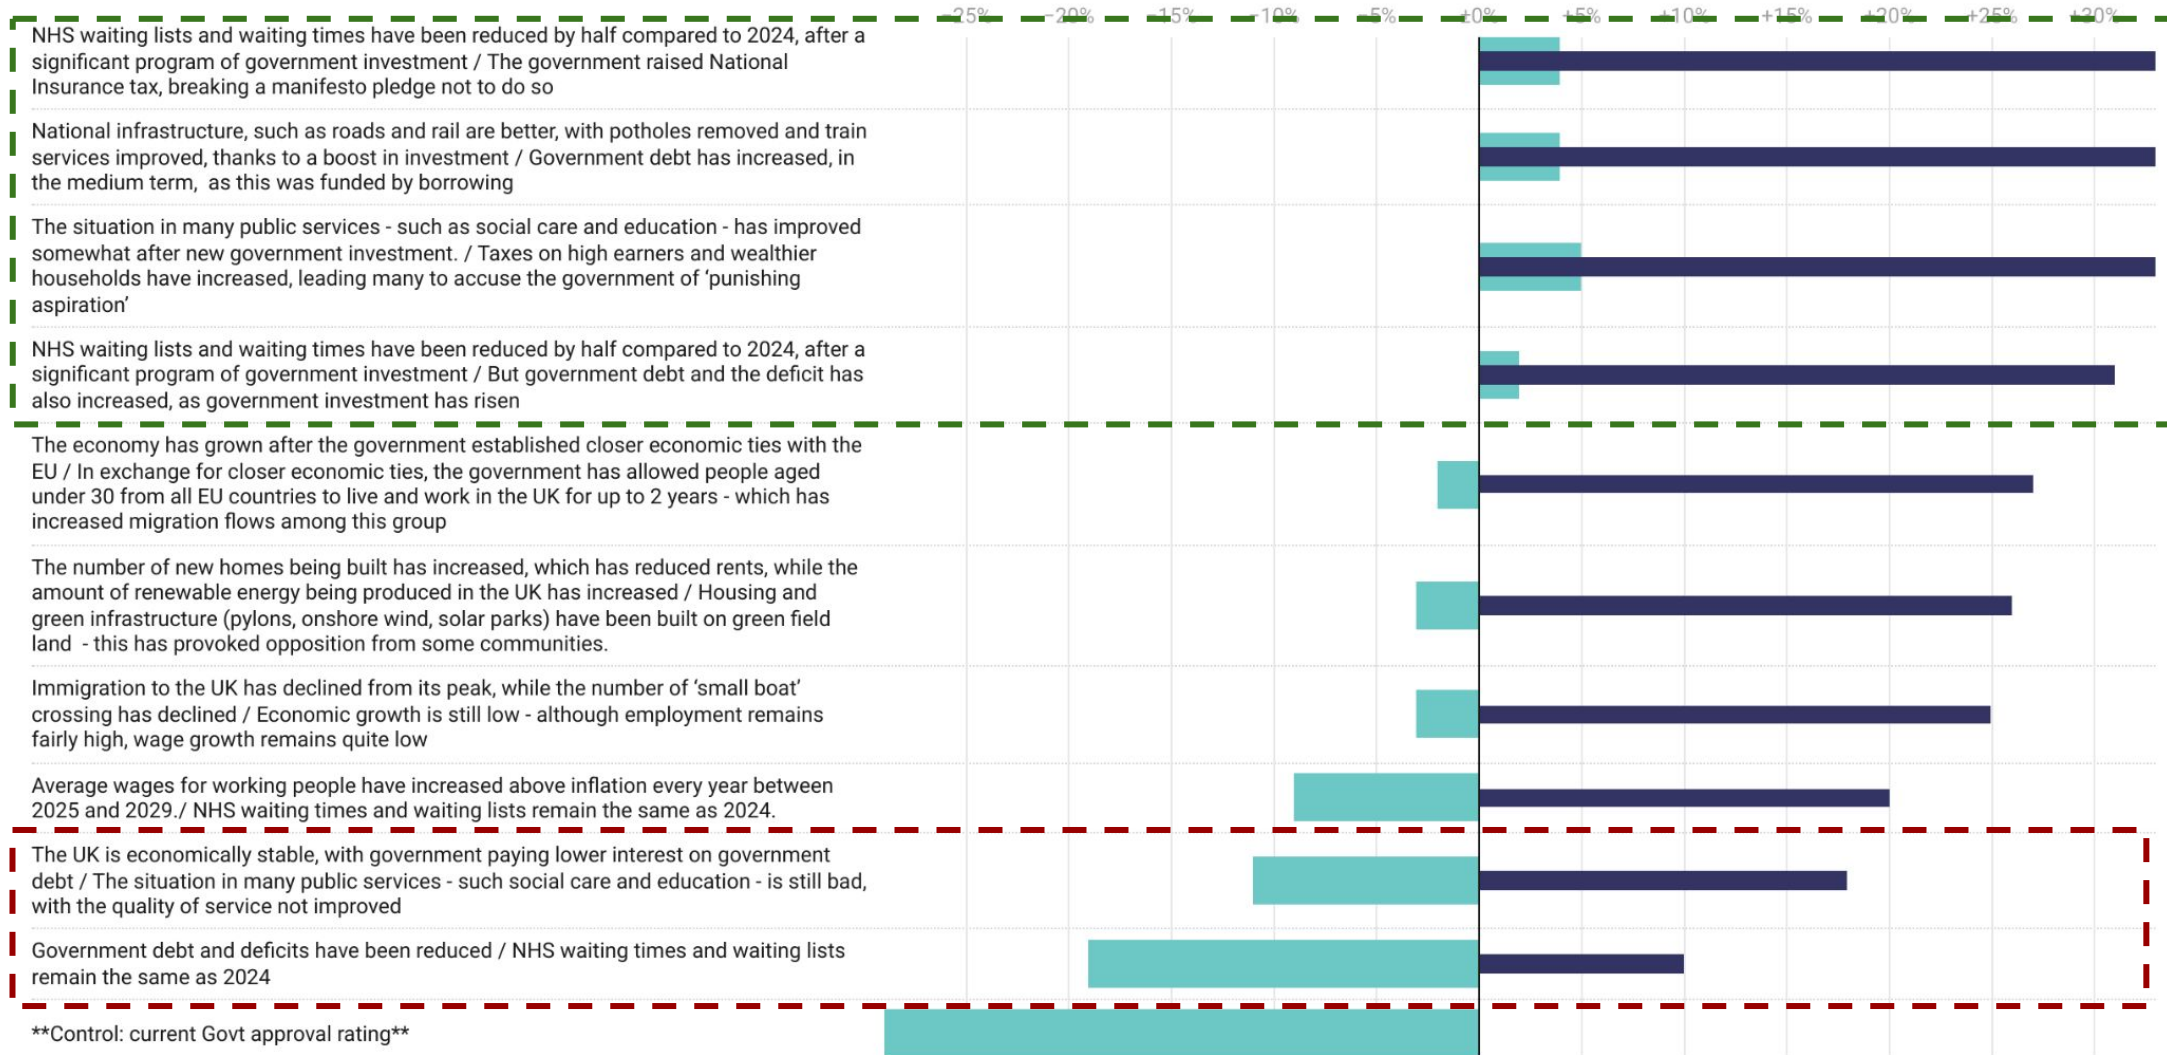 -25% -20% -15% -10% -5% ±0% +5% +10% +15% +20% +25% +30%
NHS waiting lists and waiting times have been reduced by half compared to 2024, after a
significant program of government investment / The government raised National
Insurance tax, breaking a manifesto pledge not to do so
National infrastructure, such as roads and rail are better, with potholes removed and train
services improved, thanks to a boost in investment / Government debt has increased, in
the medium term, as this was funded by borrowing
The situation in many public services - such as social care and education - has improved
somewhat after new government investment. / Taxes on high earners and wealthier
households have increased, leading many to accuse the government of ‘punishing
aspiration’
NHS waiting lists and waiting times have been reduced by half compared to 2024, after a
significant program of government investment / But government debt and the deficit has
also increased, as government investment has risen
The economy has grown after the government established closer economic ties with the
EU / In exchange for closer economic ties, the government has allowed people aged
under 30 from all EU countries to live and work in the UK for up to 2 years - which has
increased migration flows among this group
The number of new homes being built has increased, which has reduced rents, while the
amount of renewable energy being produced in the UK has increased / Housing and
green infrastructure (pylons, onshore wind, solar parks) have been built on green field
land - this has provoked opposition from some communities.
Immigration to the UK has declined from its peak, while the number of ‘small boat’
crossing has declined / Economic growth is still low - although employment remains
fairly high, wage growth remains quite low
Average wages for working people have increased above inflation every year between
2025 and 2029./ NHS waiting times and waiting lists remain the same as 2024.
The UK is economically stable, with government paying lower interest on government
debt / The situation in many public services - such social care and education - is still bad,
with the quality of service not improved
Government debt and deficits have been reduced / NHS waiting times and waiting lists
remain the same as 2024
**Control: current Govt approval rating**